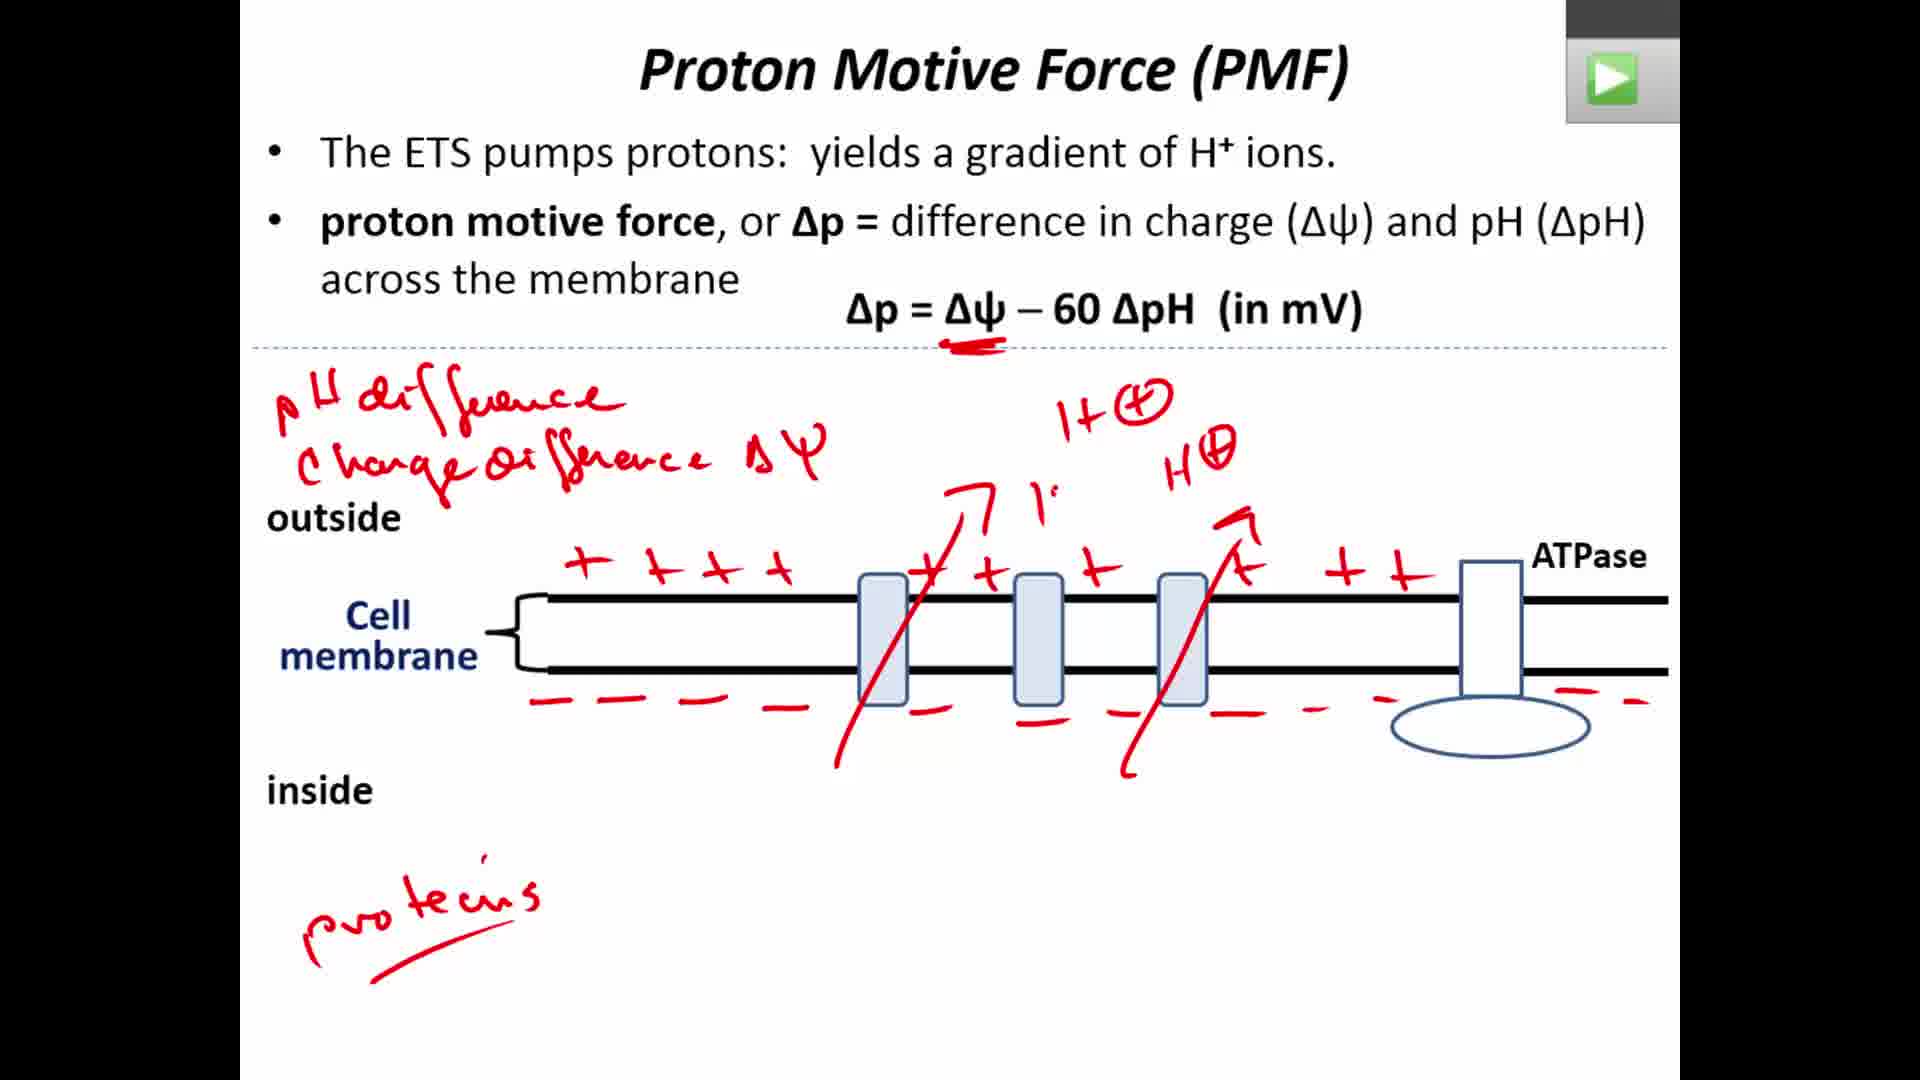 Proton Motive Force (PMF)
• The ETS pumps protons: yields a gradient of H⁺ ions.
• proton motive force, or Δp = difference in charge (Δψ) and pH (ΔpH)
across the membrane
Δp = Δψ – 60 ΔpH (in mV)
pH difference
Charge difference Δψ
H⊕
H⊕
outside
+ + + + + + + + + +
ATPase
Cell
membrane
– – – – – – – – – – – –
inside
proteins